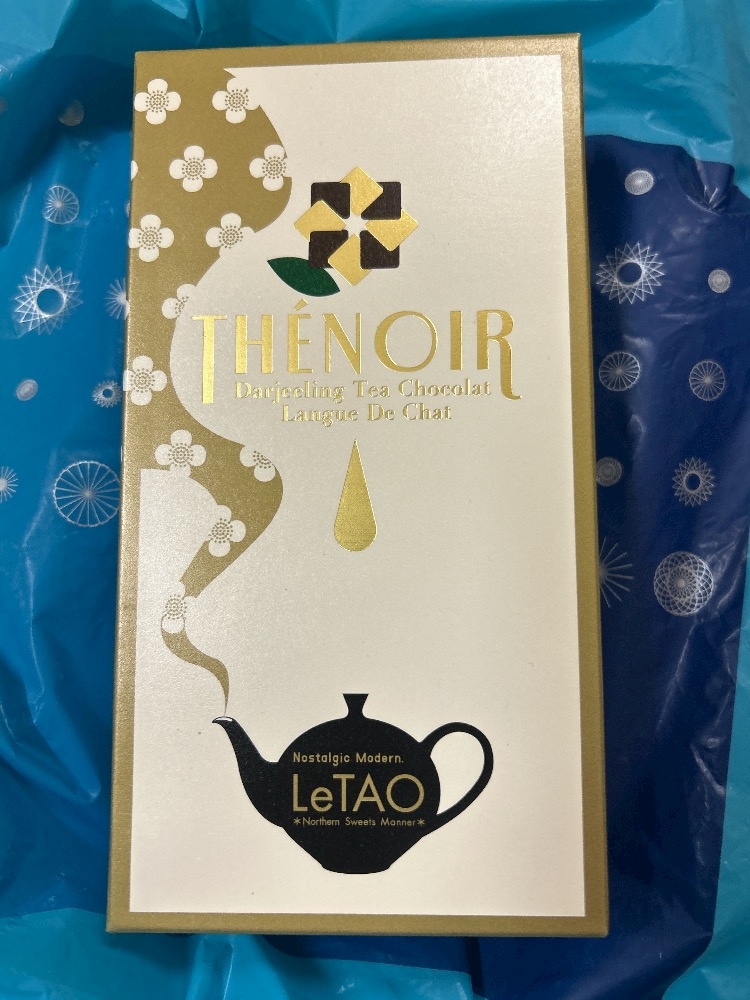 THÉNOIR
Darjeeling Tea Chocolat
Langue De Chat
Nostalgic Modern.
LeTAO
*Northern Sweets Manner*